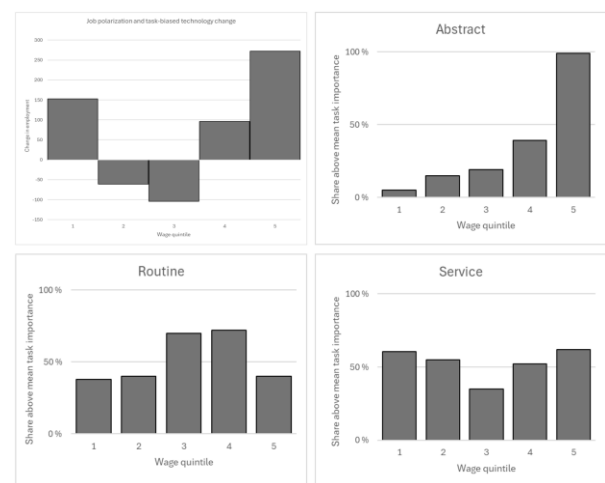 Job polarization and task-biased technology change
300
250
200
150
100
50
0
-50
-100
-150
Change in employment
1 2 3 4 5
Wage quintile
Abstract
100 %
50 %
0 %
Share above mean task importance
1 2 3 4 5
Wage quintile
Routine
100 %
50 %
0 %
Share above mean task importance
1 2 3 4 5
Wage quintile
Service
100 %
50 %
0 %
Share above mean task importance
1 2 3 4 5
Wage quintile